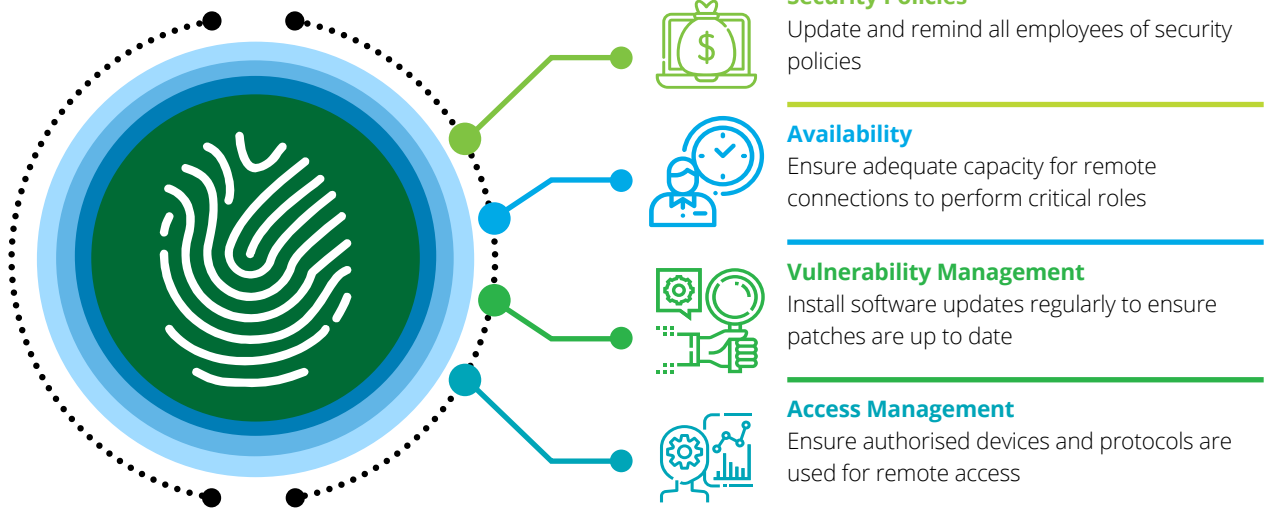 Security Policies
Update and remind all employees of security
policies
Availability
Ensure adequate capacity for remote
connections to perform critical roles
Vulnerability Management
Install software updates regularly to ensure
patches are up to date
Access Management
Ensure authorised devices and protocols are
used for remote access